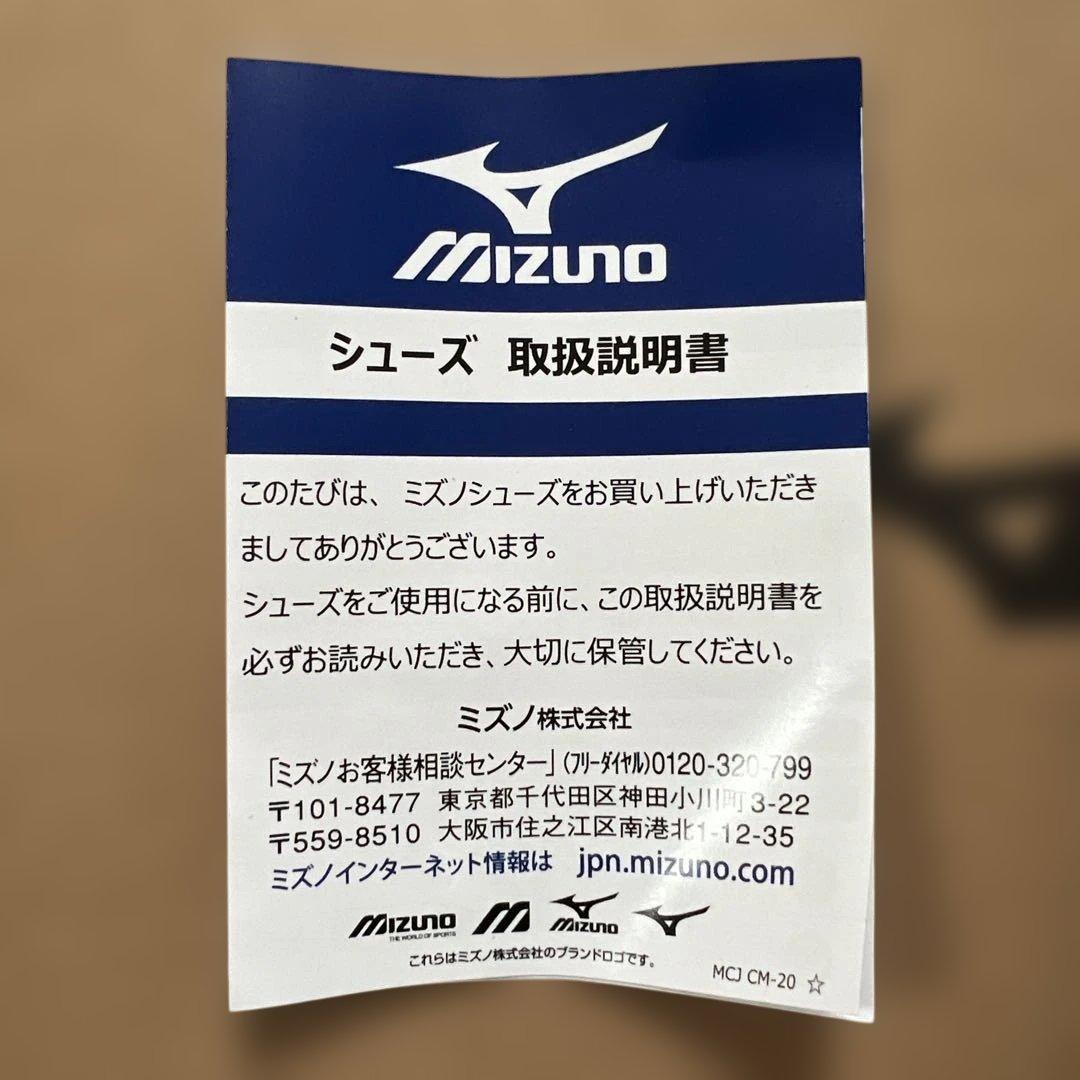 MIZUNO
シューズ 取扱説明書
このたびは、ミズノシューズをお買い上げいただき
ましてありがとうございます。
シューズをご使用になる前に、この取扱説明書を
必ずお読みいただき、大切に保管してください。
ミズノ株式会社
「ミズノお客様相談センター」(フリーダイヤル)0120-320-799
〒101-8477 東京都千代田区神田小川町3-22
〒559-8510 大阪市住之江区南港北1-12-35
ミズノインターネット情報は jpn.mizuno.com
MIZUNO M MIZUNO
THE WORLD OF SPORTS
これらはミズノ株式会社のブランドロゴです。
MCJ CM-20 ☆